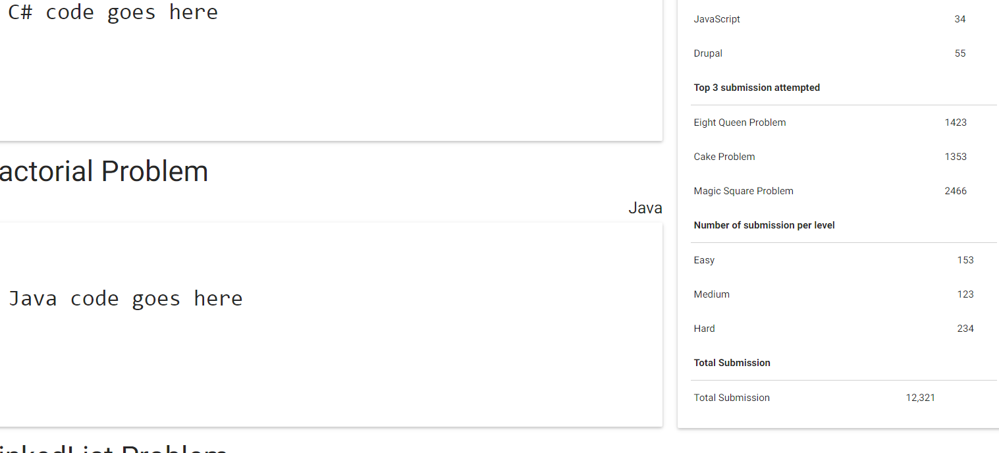 C# code goes here
actorial Problem
Java
Java code goes here
JavaScript 34
Drupal 55
Top 3 submission attempted
Eight Queen Problem 1423
Cake Problem 1353
Magic Square Problem 2466
Number of submission per level
Easy 153
Medium 123
Hard 234
Total Submission
Total Submission 12,321
inkedList Problem